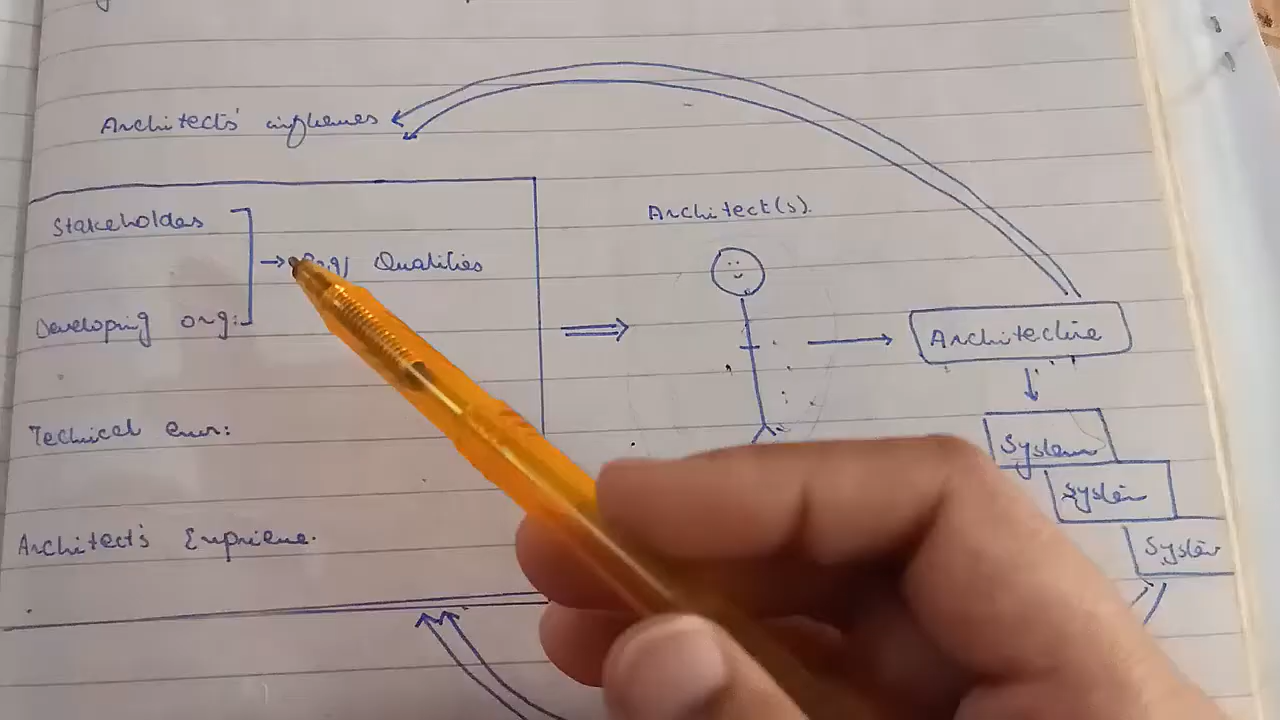 Architects' influences
Stakeholders
Architect(s).
Qualities
Developing org:
Architecture
Technical env:
System
System
Architect's Experience.
System